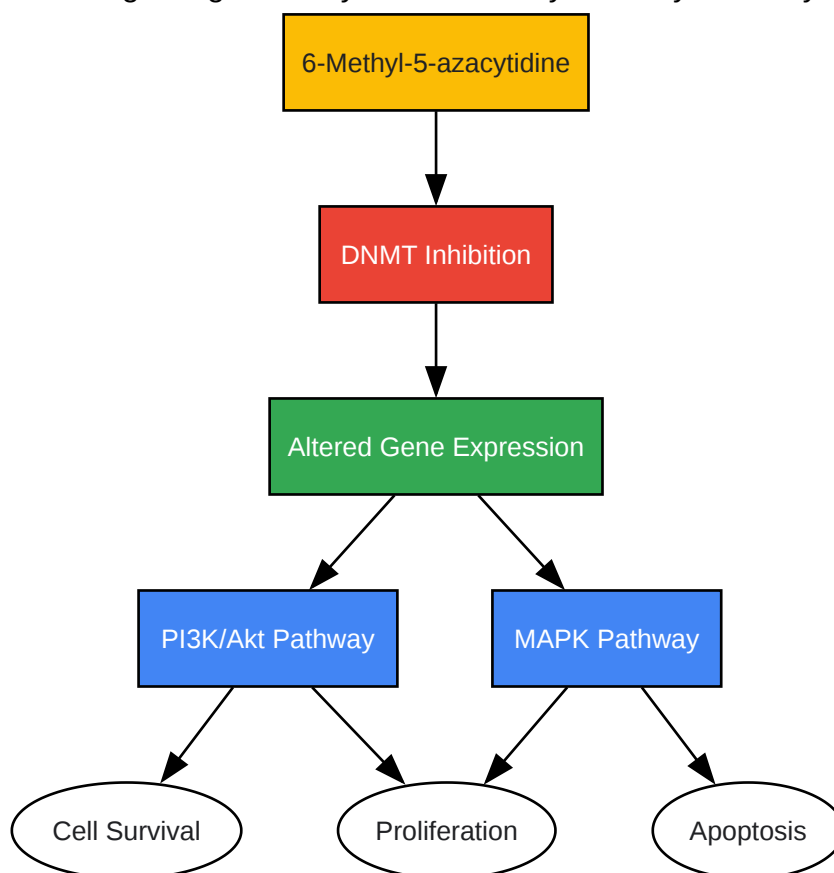 6-Methyl-5-azacytidine
DNMT Inhibition
Altered Gene Expression
PI3K/Akt Pathway
MAPK Pathway
Cell Survival
Proliferation
Apoptosis